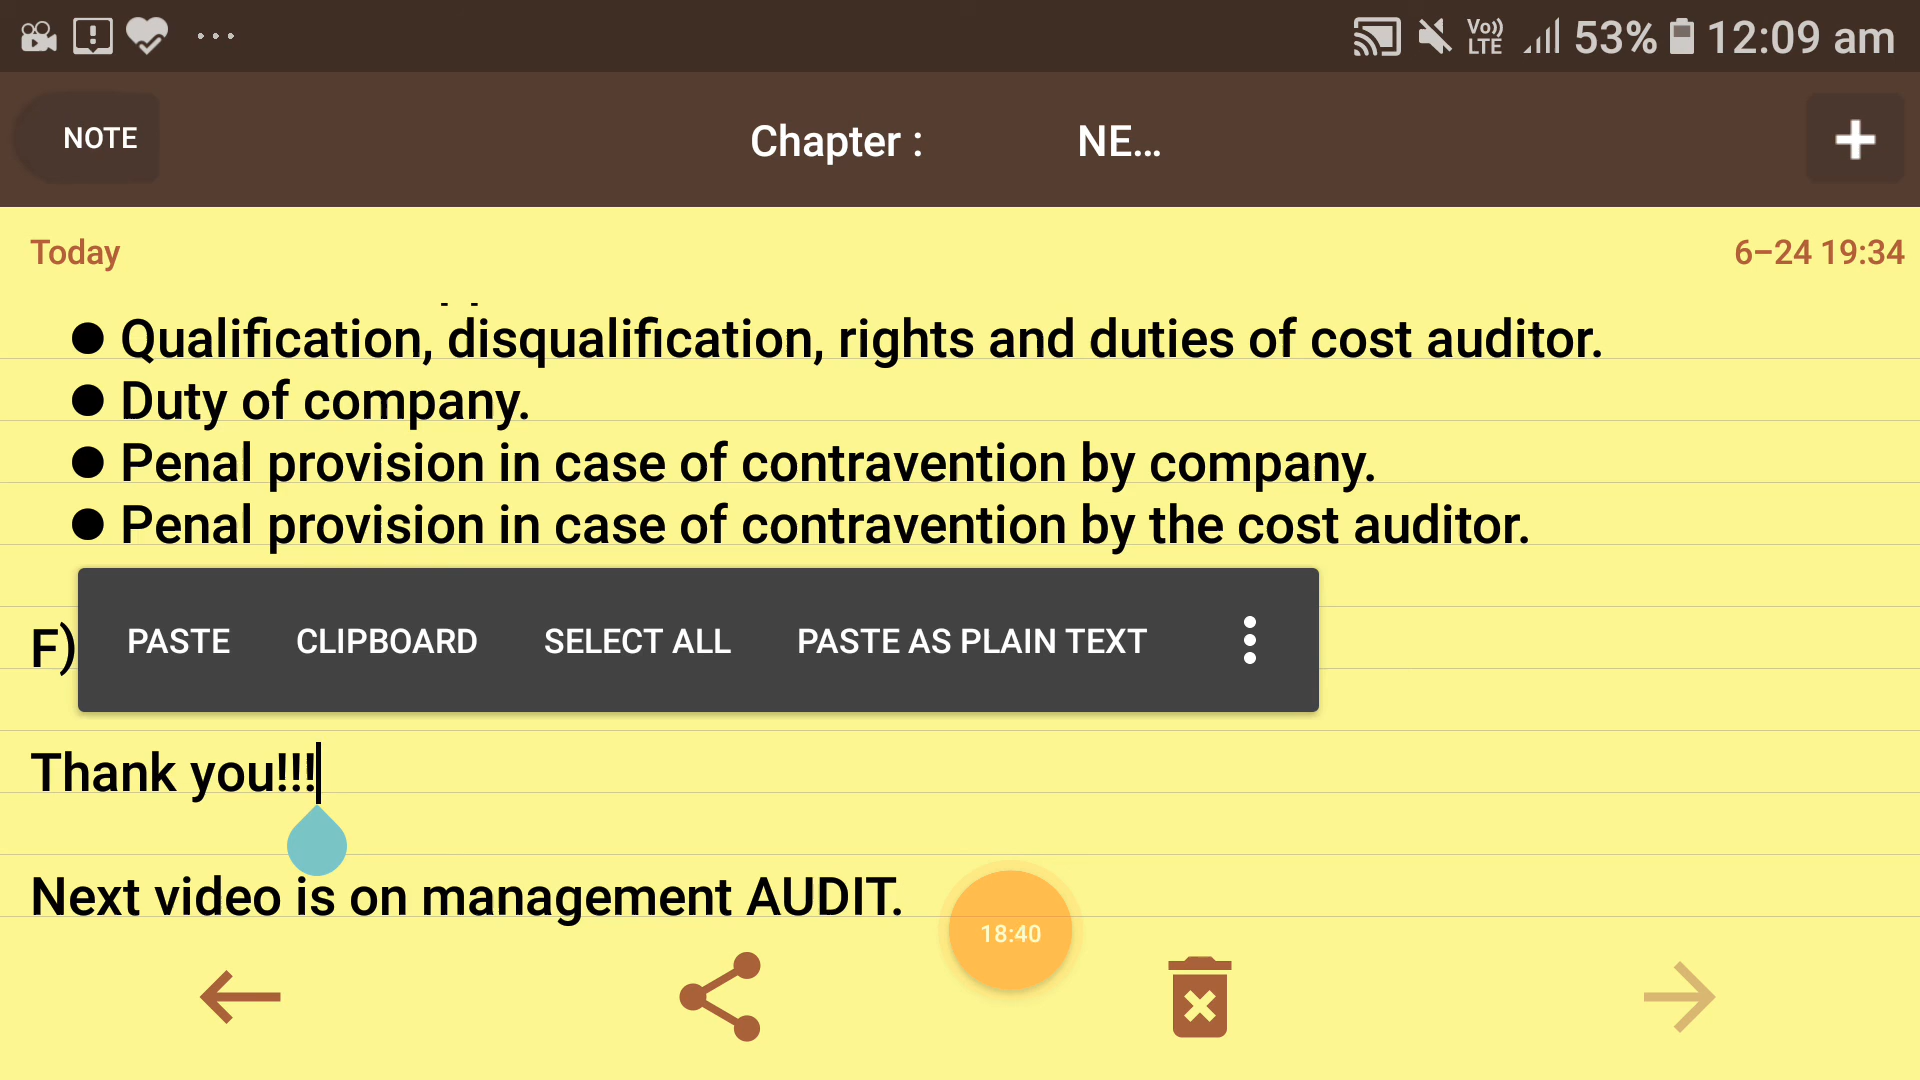 Vo))
LTE
53%
12:09 am
NOTE
Chapter : NE...
Today
6-24 19:34
● Qualification, disqualification, rights and duties of cost auditor.
● Duty of company.
● Penal provision in case of contravention by company.
● Penal provision in case of contravention by the cost auditor.
F)
PASTE CLIPBOARD SELECT ALL PASTE AS PLAIN TEXT
Thank you!!!
Next video is on management AUDIT.
18:40